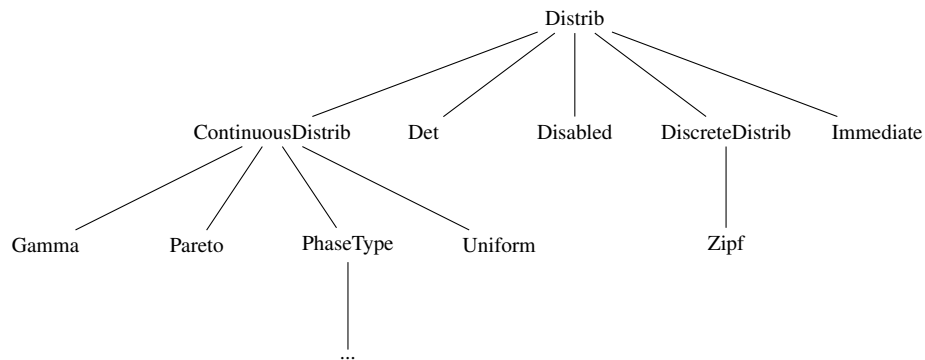 Distrib
ContinuousDistrib Det Disabled DiscreteDistrib Immediate
Gamma Pareto PhaseType Uniform Zipf
...